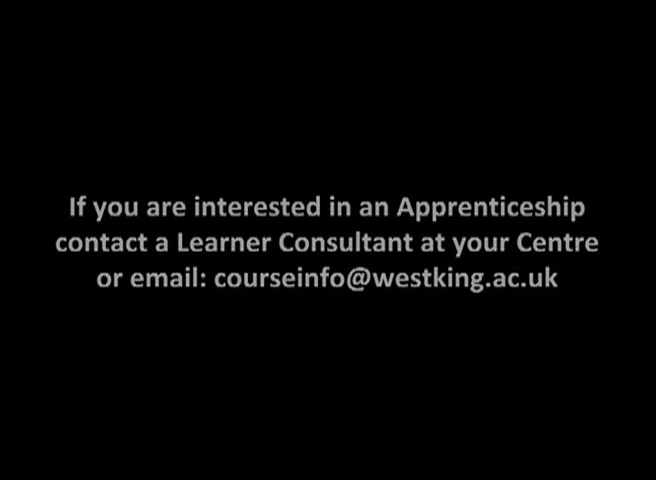 If you are interested in an Apprenticeship
contact a Learner Consultant at your Centre
or email: courseinfo@westking.ac.uk